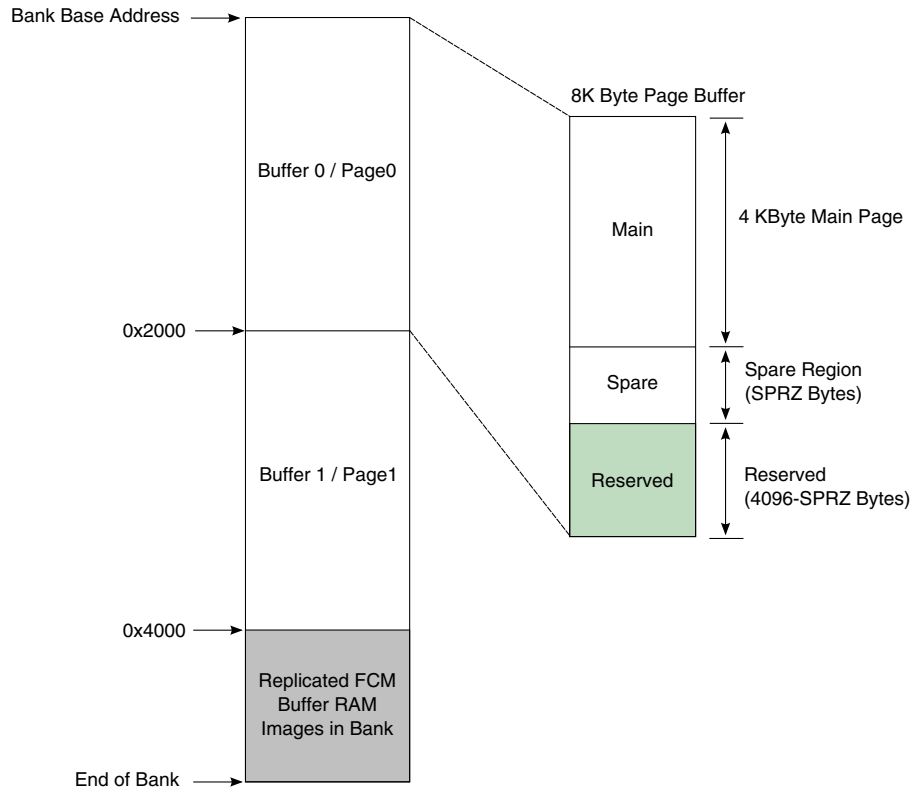 Bank Base Address
8K Byte Page Buffer
Buffer 0 / Page0
Main
4 KByte Main Page
0x2000
Spare
Spare Region
(SPRZ Bytes)
Buffer 1 / Page1
Reserved
Reserved
(4096-SPRZ Bytes)
0x4000
Replicated FCM
Buffer RAM
Images in Bank
End of Bank